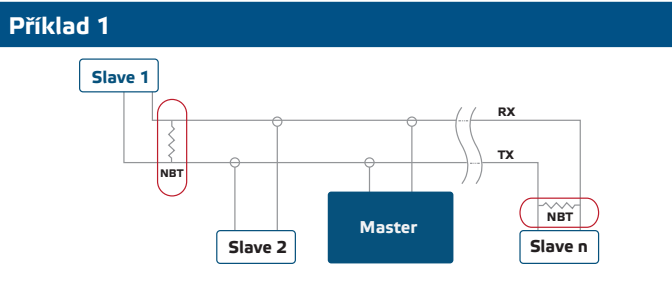 Příklad 1
Slave 1
RX
TX
NBT
NBT
Master
Slave 2
Slave n